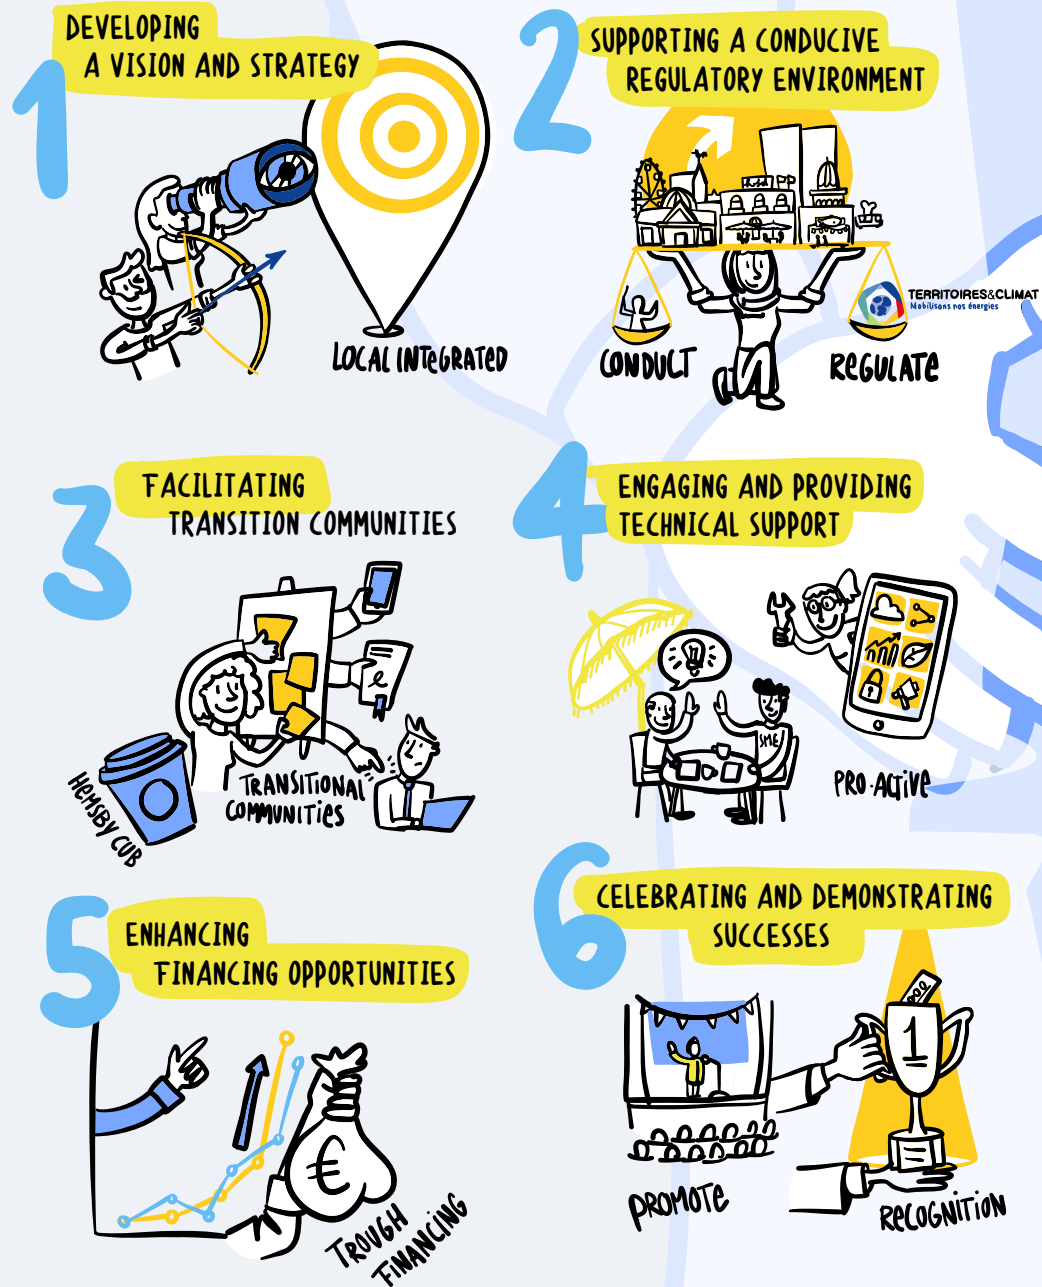 1
DEVELOPING
A VISION AND STRATEGY
LOCAL INTEGRATED
2
SUPPORTING A CONDUCIVE
REGULATORY ENVIRONMENT
hotel
PP
TERRITOIRES&CLIMAT
Mobilisons nos énergies
CONDUCT
REGULATE
3
FACILITATING
TRANSITION COMMUNITIES
HEMSBY CUB
TRANSITIONAL
COMMUNITIES
4
ENGAGING AND PROVIDING
TECHNICAL SUPPORT
SME
PRO·ACTIVE
5
ENHANCING
FINANCING OPPORTUNITIES
€
TROUGH
FINANCING
6
CELEBRATING AND DEMONSTRATING
SUCCESSES
1
PROMOTE
RECOGNITION